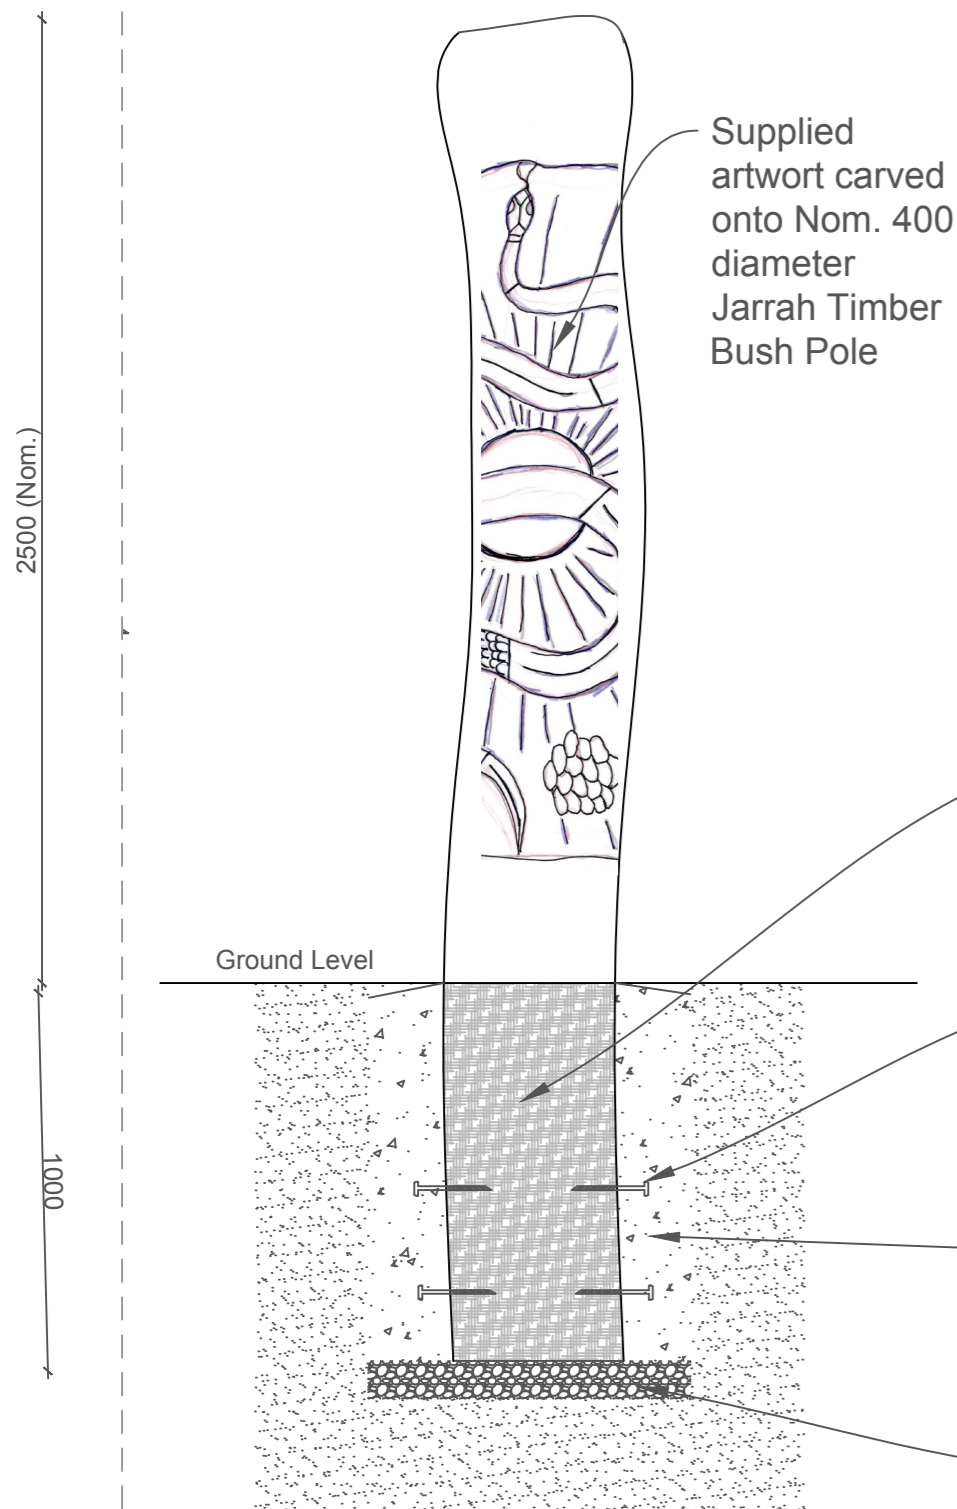 Supplied
artwort carved
onto Nom. 400
diameter
Jarrah Timber
Bush Pole
2500 (Nom.)
Ground Level
1000